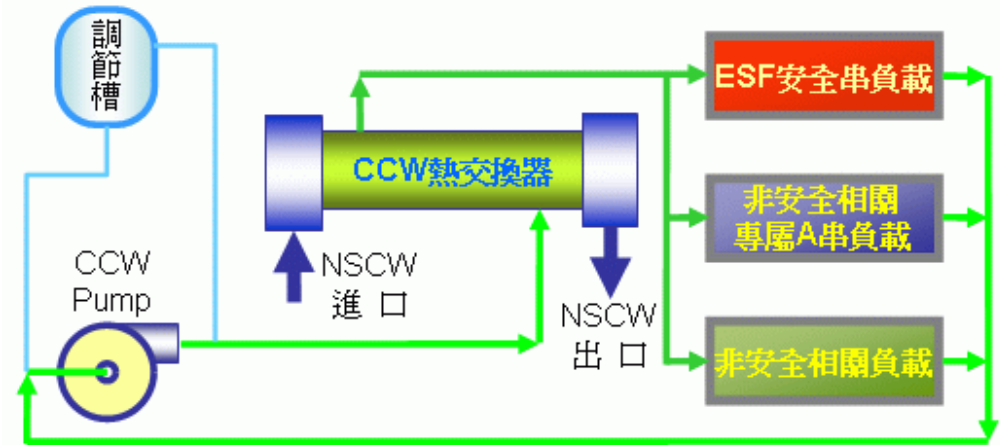 調節槽
CCW
Pump
CCW熱交換器
NSCW
進 口
NSCW
出 口
ESF安全串負載
非安全相關
專屬A串負載
非安全相關負載